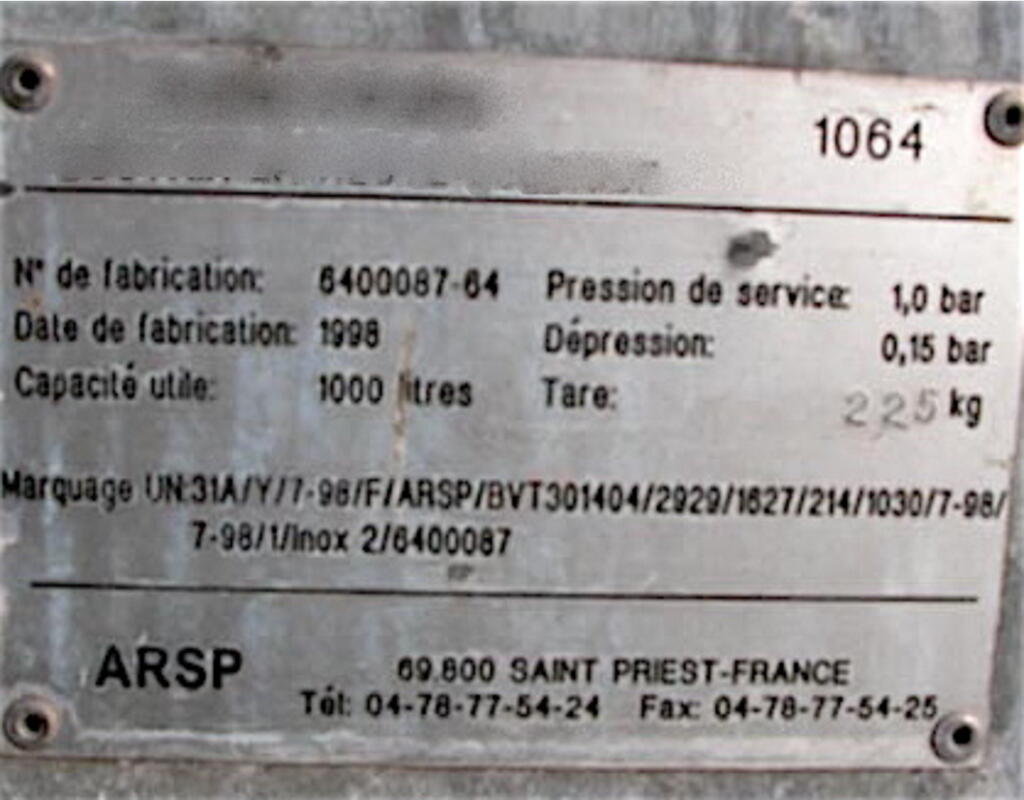 1064
N° de fabrication: 6400087-64 Pression de service: 1,0 bar
Date de fabrication: 1998 Dépression: 0,15 bar
Capacité utile: 1000 litres Tare: 225 kg
Marquage UN:31A/Y/7-98/F/ARSP/BVT301404/2929/1627/214/1030/7-98/
7-98/1/Inox 2/6400087
ARSP 69.800 SAINT PRIEST-FRANCE
Tél: 04-78-77-54-24 Fax: 04-78-77-54-25